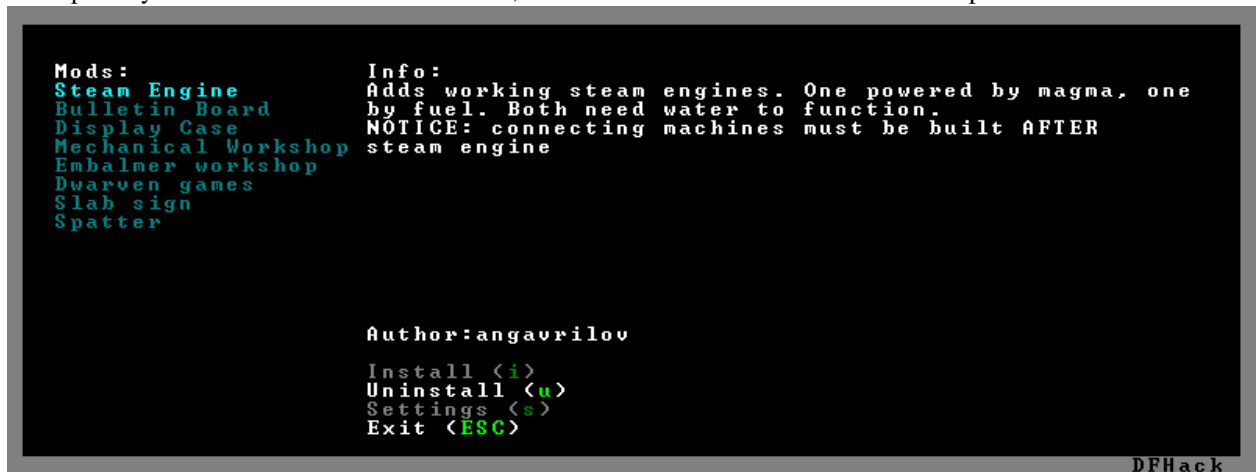 Mods:
Steam Engine
Bulletin Board
Display Case
Mechanical Workshop
Embalmer workshop
Dwarven games
Slab sign
Spatter
Info:
Adds working steam engines. One powered by magma, one
by fuel. Both need water to function.
NOTICE: connecting machines must be built AFTER
steam engine
Author:angavrilov
Install (i)
Uninstall (u)
Settings (s)
Exit (ESC)
DFHack